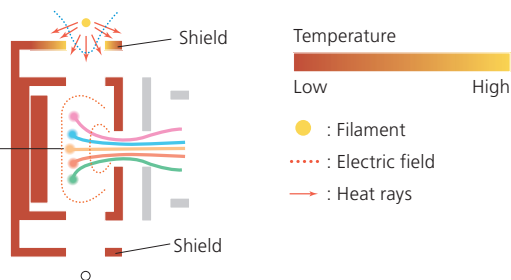 Shield
Temperature
Low High
: Filament
: Electric field
: Heat rays
Shield